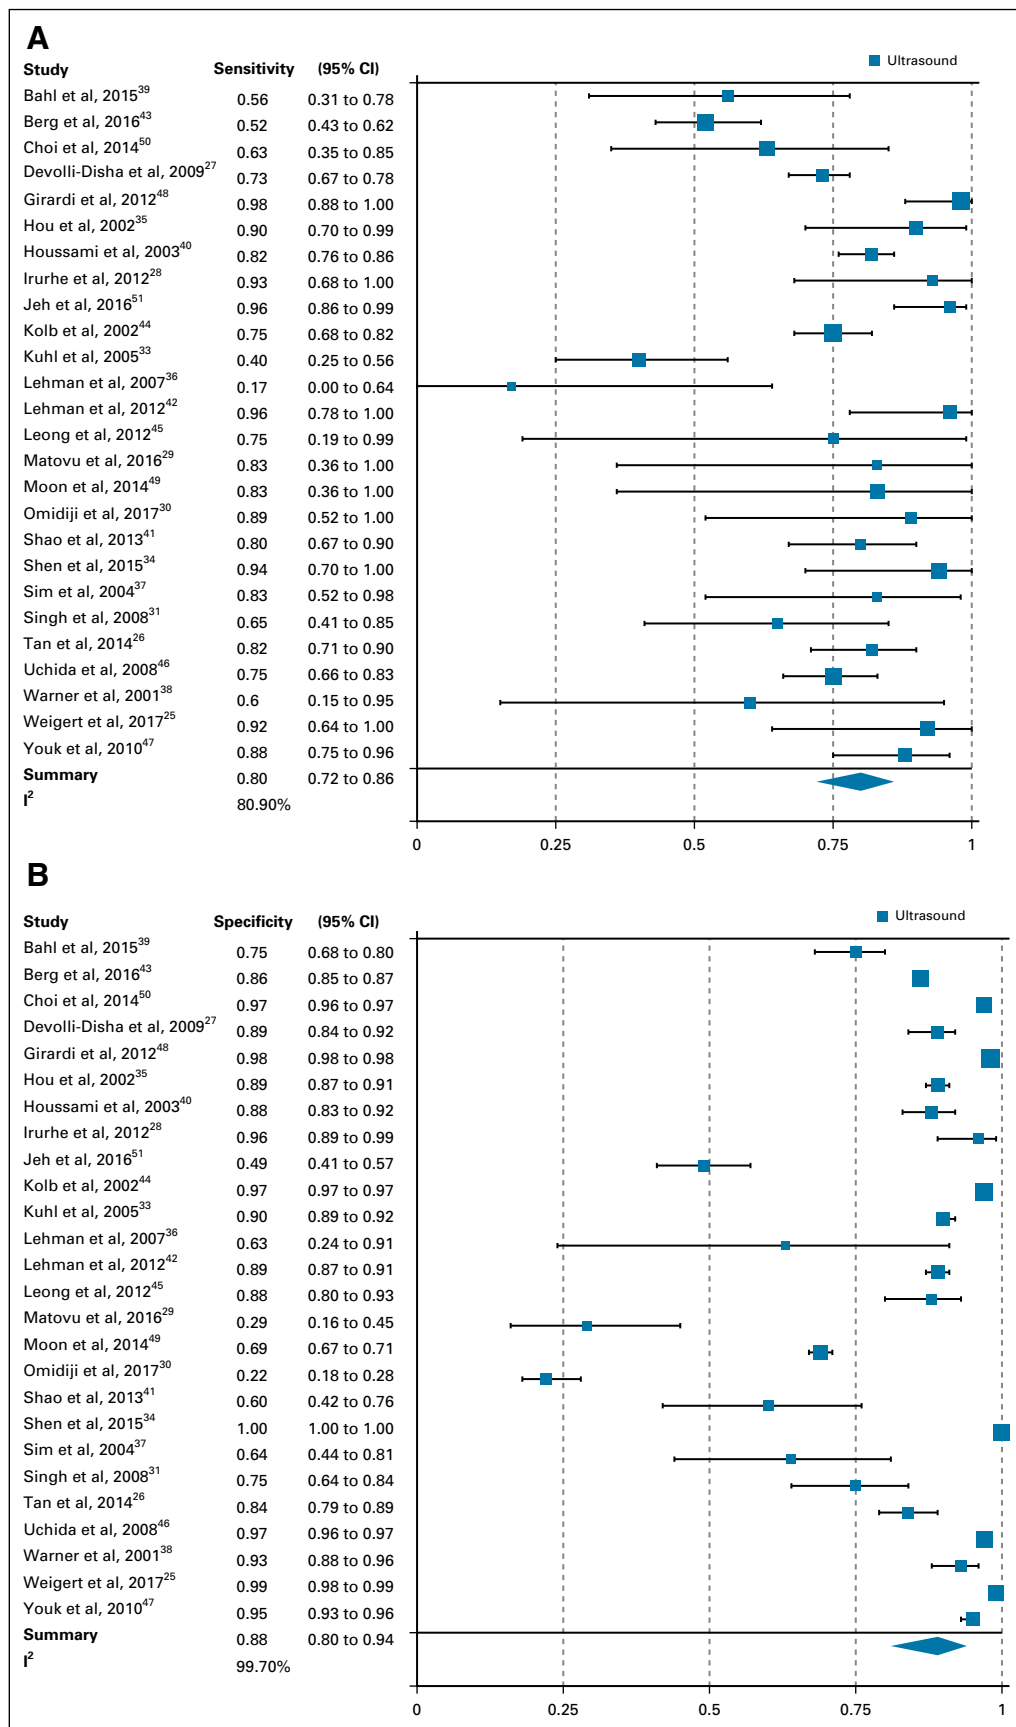 A
Study Sensitivity (95% CI)
Ultrasound
Bahl et al, 2015³⁹ 0.56 0.31 to 0.78
Berg et al, 2016⁴³ 0.52 0.43 to 0.62
Choi et al, 2014⁵⁰ 0.63 0.35 to 0.85
Devolli-Disha et al, 2009²⁷ 0.73 0.67 to 0.78
Girardi et al, 2012⁴⁸ 0.98 0.88 to 1.00
Hou et al, 2002³⁵ 0.90 0.70 to 0.99
Houssami et al, 2003⁴⁰ 0.82 0.76 to 0.86
Irurhe et al, 2012²⁸ 0.93 0.68 to 1.00
Jeh et al, 2016⁵¹ 0.96 0.86 to 0.99
Kolb et al, 2002⁴⁴ 0.75 0.68 to 0.82
Kuhl et al, 2005³³ 0.40 0.25 to 0.56
Lehman et al, 2007³⁶ 0.17 0.00 to 0.64
Lehman et al, 2012⁴² 0.96 0.78 to 1.00
Leong et al, 2012⁴⁵ 0.75 0.19 to 0.99
Matovu et al, 2016²⁹ 0.83 0.36 to 1.00
Moon et al, 2014⁴⁹ 0.83 0.36 to 1.00
Omidiji et al, 2017³⁰ 0.89 0.52 to 1.00
Shao et al, 2013⁴¹ 0.80 0.67 to 0.90
Shen et al, 2015³⁴ 0.94 0.70 to 1.00
Sim et al, 2004³⁷ 0.83 0.52 to 0.98
Singh et al, 2008³¹ 0.65 0.41 to 0.85
Tan et al, 2014²⁶ 0.82 0.71 to 0.90
Uchida et al, 2008⁴⁶ 0.75 0.66 to 0.83
Warner et al, 2001³⁸ 0.6 0.15 to 0.95
Weigert et al, 2017²⁵ 0.92 0.64 to 1.00
Youk et al, 2010⁴⁷ 0.88 0.75 to 0.96
Summary 0.80 0.72 to 0.86
I² 80.90%
0 0.25 0.5 0.75 1
B
Study Specificity (95% CI)
Ultrasound
Bahl et al, 2015³⁹ 0.75 0.68 to 0.80
Berg et al, 2016⁴³ 0.86 0.85 to 0.87
Choi et al, 2014⁵⁰ 0.97 0.96 to 0.97
Devolli-Disha et al, 2009²⁷ 0.89 0.84 to 0.92
Girardi et al, 2012⁴⁸ 0.98 0.98 to 0.98
Hou et al, 2002³⁵ 0.89 0.87 to 0.91
Houssami et al, 2003⁴⁰ 0.88 0.83 to 0.92
Irurhe et al, 2012²⁸ 0.96 0.89 to 0.99
Jeh et al, 2016⁵¹ 0.49 0.41 to 0.57
Kolb et al, 2002⁴⁴ 0.97 0.97 to 0.97
Kuhl et al, 2005³³ 0.90 0.89 to 0.92
Lehman et al, 2007³⁶ 0.63 0.24 to 0.91
Lehman et al, 2012⁴² 0.89 0.87 to 0.91
Leong et al, 2012⁴⁵ 0.88 0.80 to 0.93
Matovu et al, 2016²⁹ 0.29 0.16 to 0.45
Moon et al, 2014⁴⁹ 0.69 0.67 to 0.71
Omidiji et al, 2017³⁰ 0.22 0.18 to 0.28
Shao et al, 2013⁴¹ 0.60 0.42 to 0.76
Shen et al, 2015³⁴ 1.00 1.00 to 1.00
Sim et al, 2004³⁷ 0.64 0.44 to 0.81
Singh et al, 2008³¹ 0.75 0.64 to 0.84
Tan et al, 2014²⁶ 0.84 0.79 to 0.89
Uchida et al, 2008⁴⁶ 0.97 0.96 to 0.97
Warner et al, 2001³⁸ 0.93 0.88 to 0.96
Weigert et al, 2017²⁵ 0.99 0.98 to 0.99
Youk et al, 2010⁴⁷ 0.95 0.93 to 0.96
Summary 0.88 0.80 to 0.94
I² 99.70%
0 0.25 0.5 0.75 1